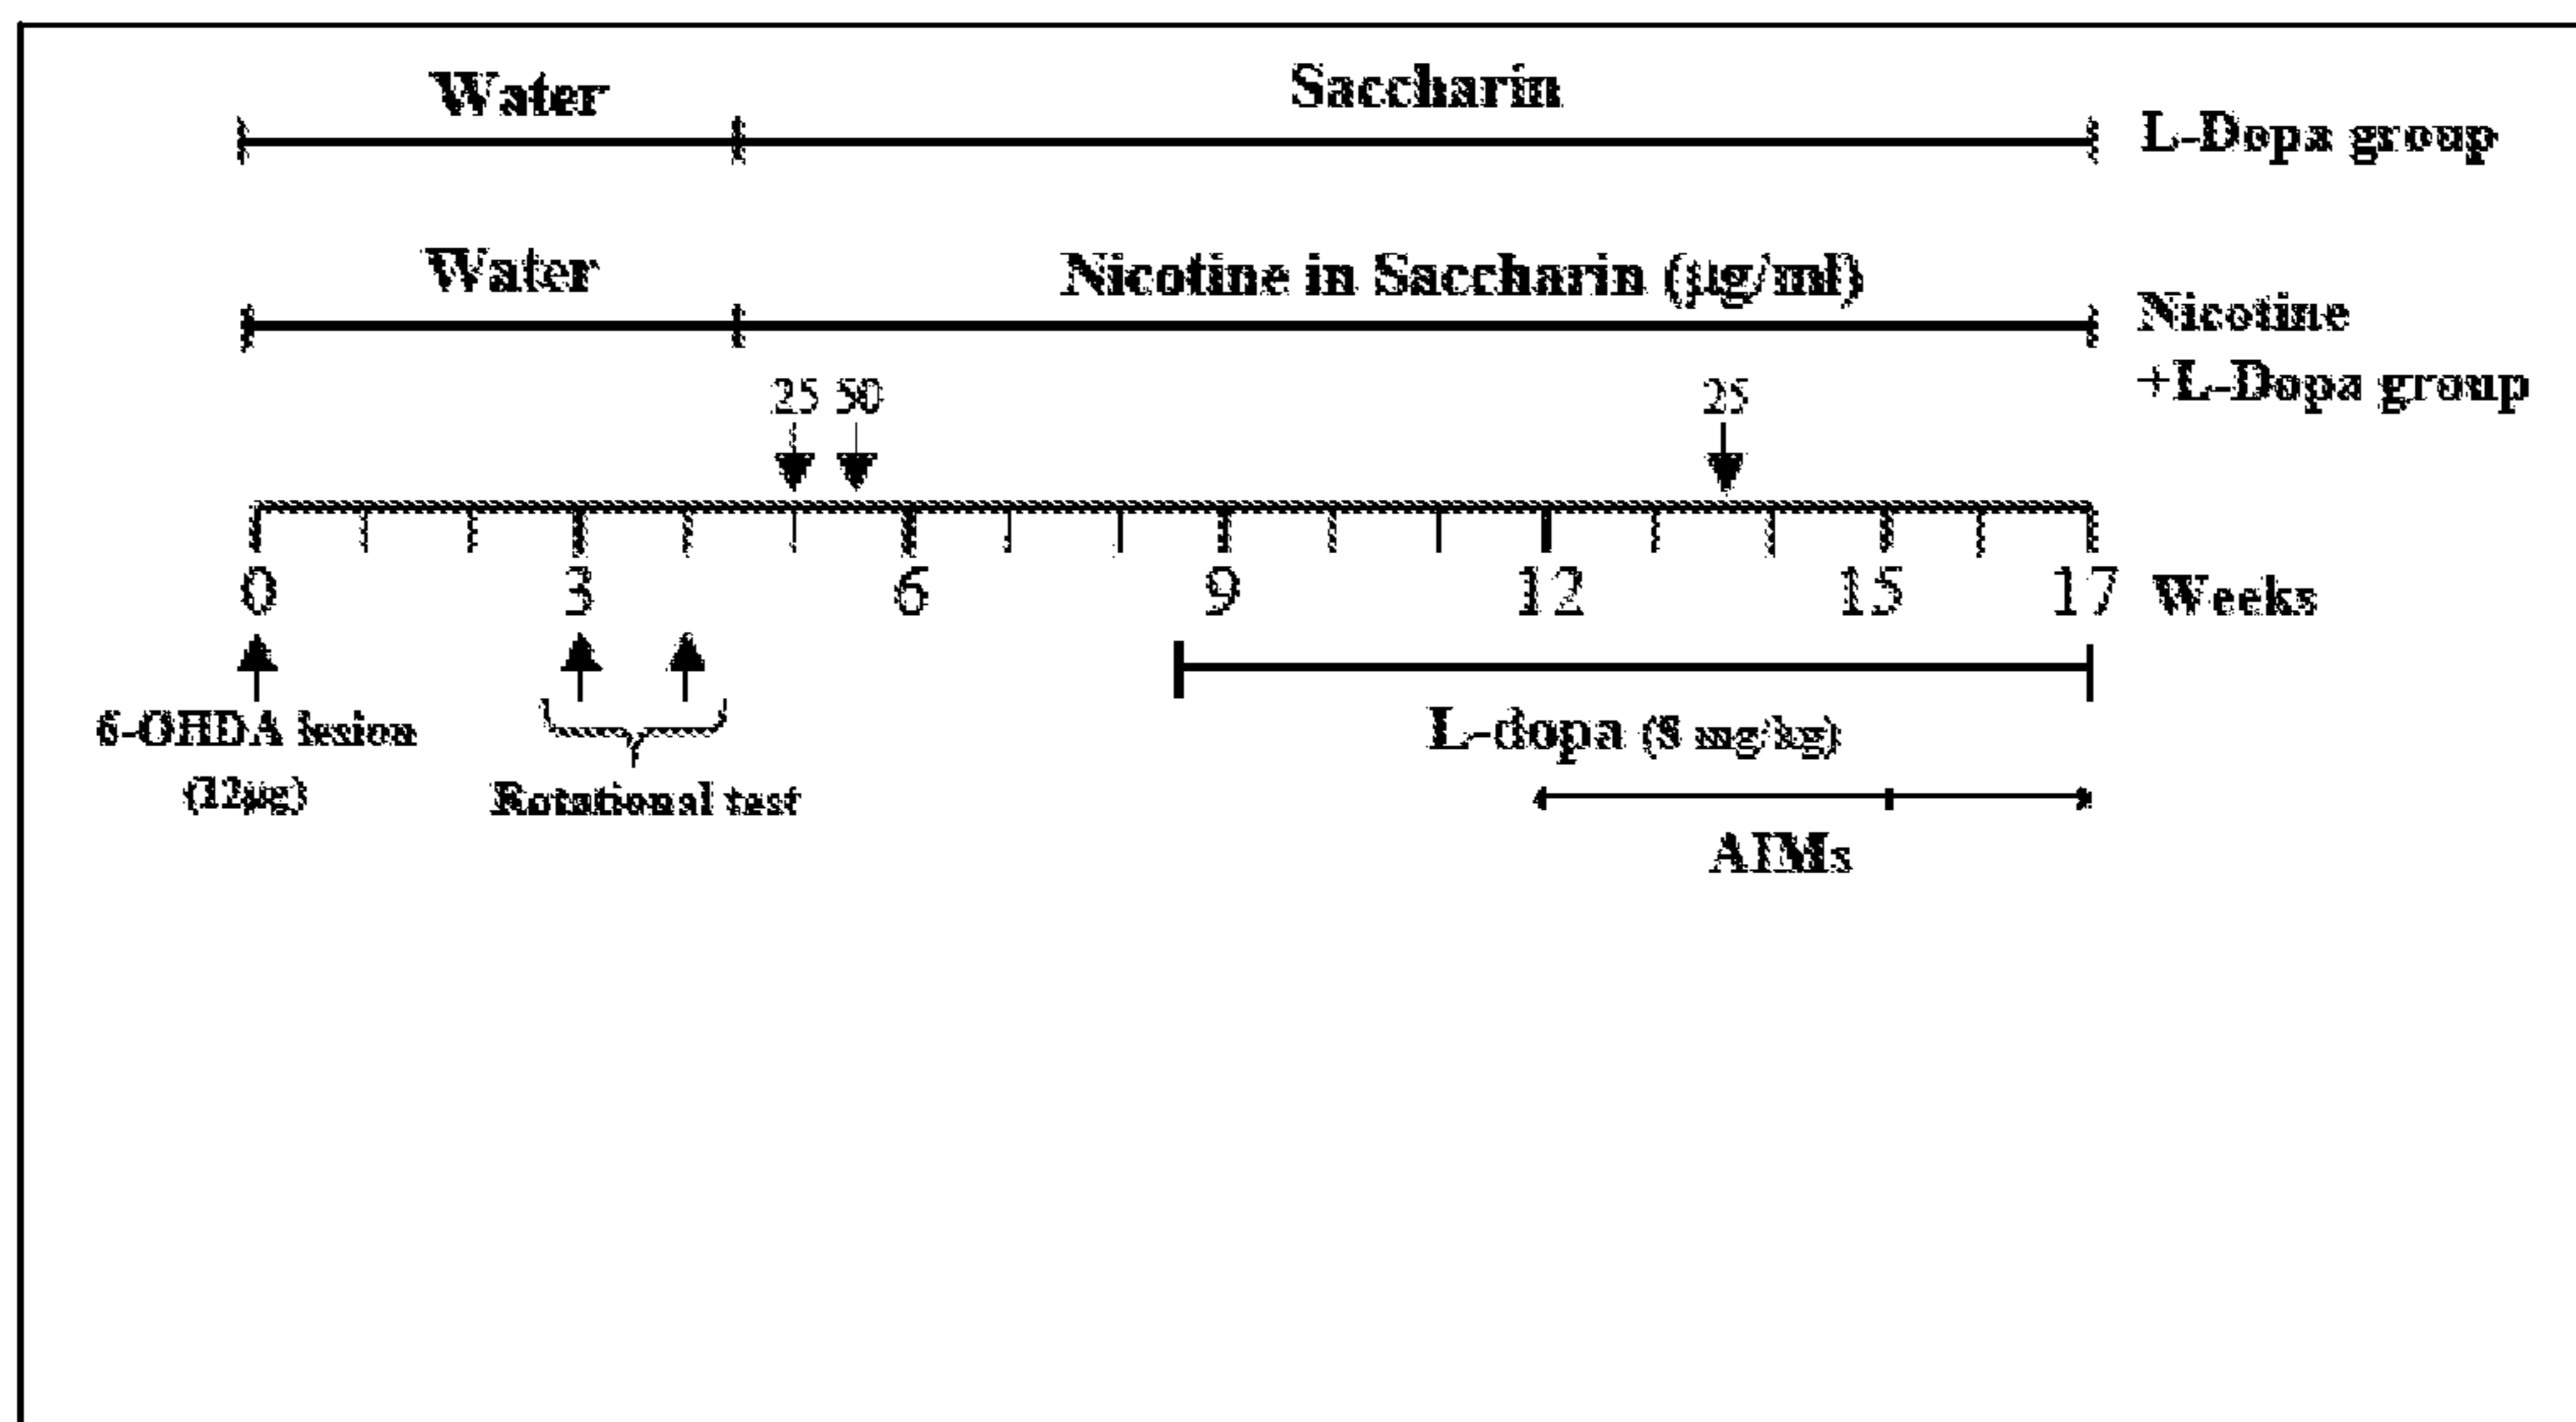 Water
Saccharin
L-Dopa group
Water
Nicotine in Saccharin (µg/ml)
Nicotine
+L-Dopa group
25 50
25
0 3 6 9 12 15 17 Weeks
6-OHDA lesion
(12µg)
Rotational test
L-dopa (8 mg/kg)
AIMs